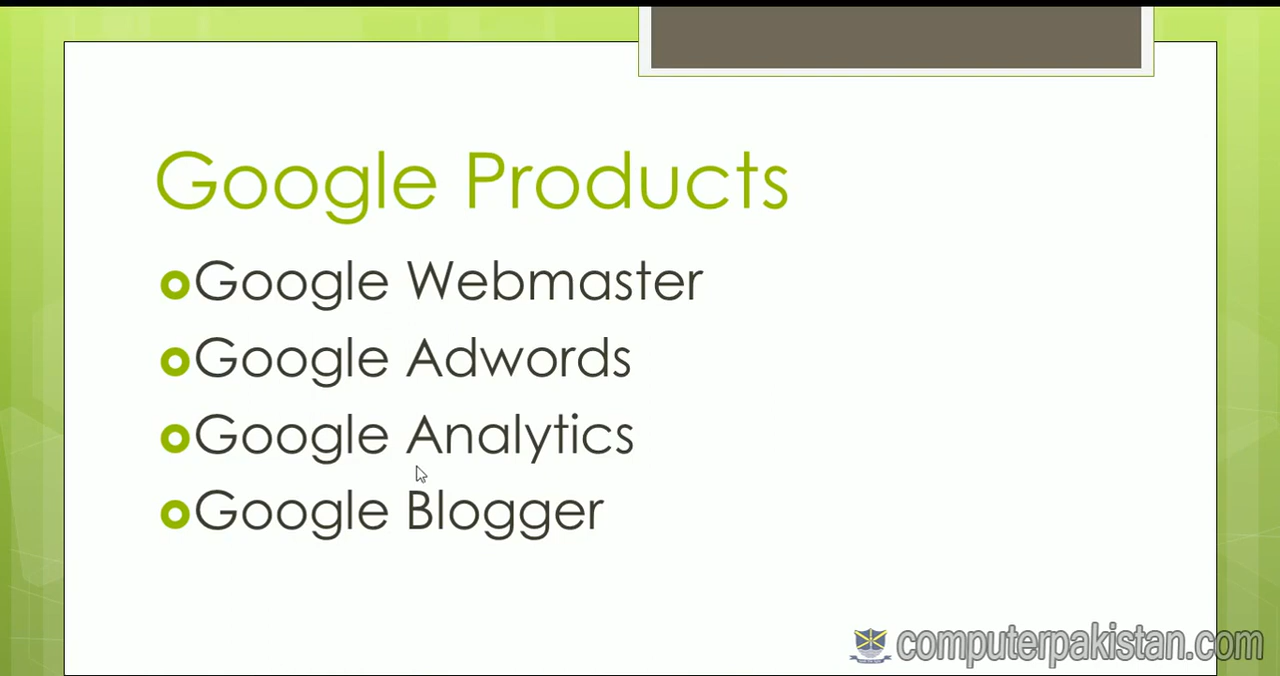 Google Products
Google Webmaster
Google Adwords
Google Analytics
Google Blogger
computerpakistan.com